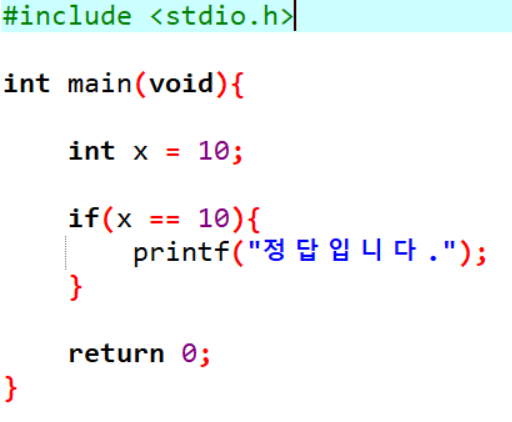 #include <stdio.h>
int main(void){
int x = 10;
if(x == 10){
printf("정답입니다.");
}
return 0;
}